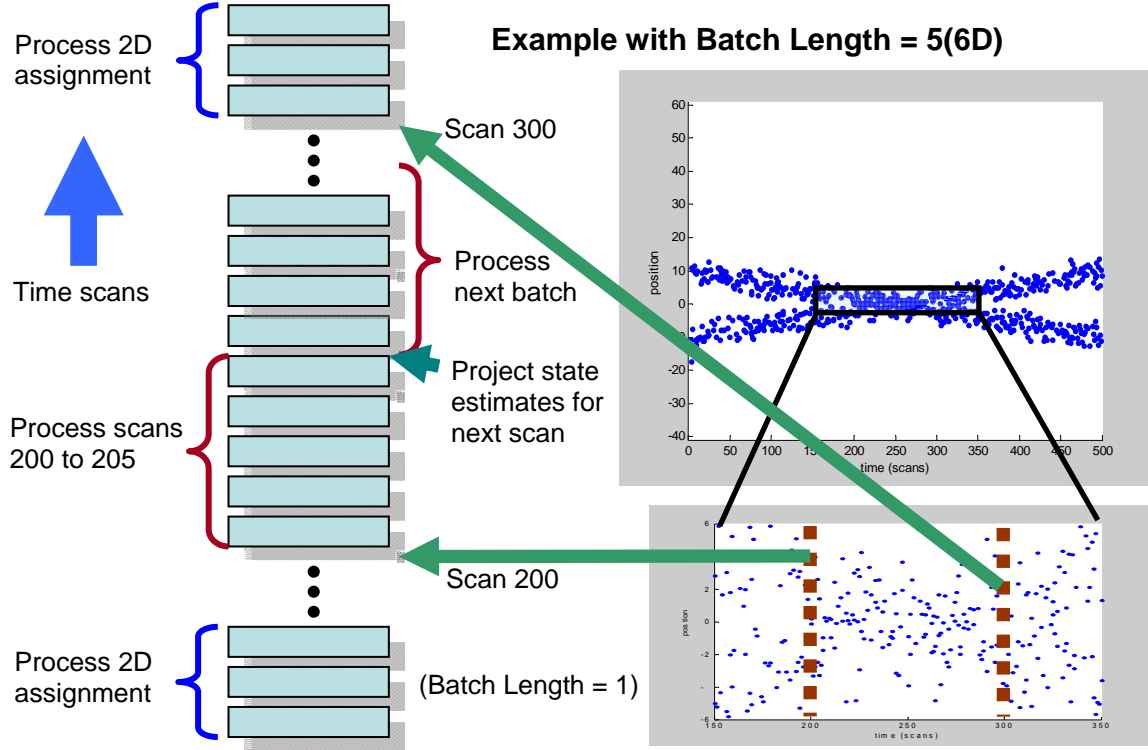 Example with Batch Length = 5(6D)
Process 2D
assignment
Scan 300
Time scans
Process
next batch
Project state
estimates for
next scan
Process scans
200 to 205
Scan 200
Process 2D
assignment
(Batch Length = 1)
60
50
40
30
20
10
0
-10
-20
-30
-40
position
0 50 100 150 200 250 300 350 400 450 500
time (scans)
6
4
2
0
-2
-
-6
position
150 200 250 300 350
time (scans)